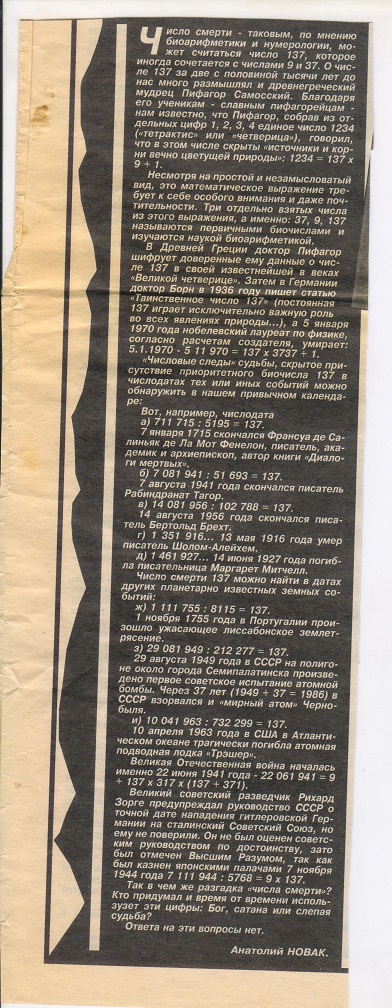 Число смерти - таковым, по мнению
биоарифметики и нумерологии, мо-
жет считаться число 137, которое
иногда сочетается с числами 9 и 37. О чис-
ле 137 за две с половиной тысячи лет до
нас много размышлял и древнегреческий
мудрец Пифагор Самосский. Благодаря
его ученикам - славным пифагорейцам -
нам известно, что Пифагор, собрав из от-
дельных цифр 1, 2, 3, 4 единое число 1234
(«тетрактис» или «четверица»), говорил,
что в этом числе скрыты «источники и кор-
ни вечно цветущей природы»: 1234 = 137 х
9 + 1.
Несмотря на простой и незамысловатый
вид, это математическое выражение тре-
бует к себе особого внимания и даже поч-
тительности. Три отдельно взятых числа
из этого выражения, а именно: 37, 9, 137
называются первичными биочислами и
изучаются наукой биоарифметикой.
В Древней Греции доктор Пифагор
шифрует доверенные ему данные о чис-
ле 137 в своей известнейшей в веках
«Великой четверице». Затем в Германии
доктор Борн в 1936 году пишет статью
«Таинственное число 137» (постоянная
137 играет исключительно важную роль
во всех явлениях природы...), а 5 января
1970 года нобелевский лауреат по физике,
согласно расчетам создателя, умирает:
5.1.1970 - 5 11 970 = 137 х 3737 + 1.
«Числовые следы» судьбы, скрытое при-
сутствие приоритетного биочисла 137 в
числодатах тех или иных событий можно
обнаружить в нашем привычном календа-
ре:
Вот, например, числодата
а) 711 715 : 5195 = 137.
7 января 1715 скончался Франсуа де Са-
линьяк де Ла Мот Фенелон, писатель, ака-
демик и архиепископ, автор книги «Диало-
ги мертвых».
б) 7 081 941 : 51 693 = 137.
7 августа 1941 года скончался писатель
Рабиндранат Тагор.
в) 14 081 956 : 102 788 = 137.
14 августа 1956 года скончался писа-
тель Бертольд Брехт.
г) 1 351 916... 13 мая 1916 года умер
писатель Шолом-Алейхем.
д) 1 461 927... 14 июня 1927 года погиб-
ла писательница Маргарет Митчелл.
Число смерти 137 можно найти в датах
других планетарно известных земных со-
бытий:
ж) 1 111 755 : 8115 = 137.
1 ноября 1755 года в Португалии прои-
зошло ужасающее лиссабонское землет-
рясение.
з) 29 081 949 : 212 277 = 137.
29 августа 1949 года в СССР на полиго-
не около города Семипалатинска произве-
дено первое советское испытание атомной
бомбы. Через 37 лет (1949 + 37 = 1986) в
СССР взорвался и «мирный атом» Черно-
быля.
и) 10 041 963 : 732 299 = 137.
10 апреля 1963 года в США в Атланти-
ческом океане трагически погибла атомная
подводная лодка «Трэшер».
Великая Отечественная война началась
именно 22 июня 1941 года - 22 061 941 = 9
+ 137 х 317 х (137 + 371).
Великий советский разведчик Рихард
Зорге предупреждал руководство СССР о
точной дате нападения гитлеровской Гер-
мании на сталинский Советский Союз, но
ему не поверили. Он не был оценен советс-
ким руководством по достоинству, зато
был отмечен Высшим Разумом, так как
был казнен японскими палачами 7 ноября
1944 года 7 111 944 : 5768 = 9 х 137.
Так в чем же разгадка «числа смерти»?
Кто придумал и время от времени исполь-
зует эти цифры: Бог, сатана или слепая
судьба?
Ответа на эти вопросы нет.
Анатолий НОВАК.